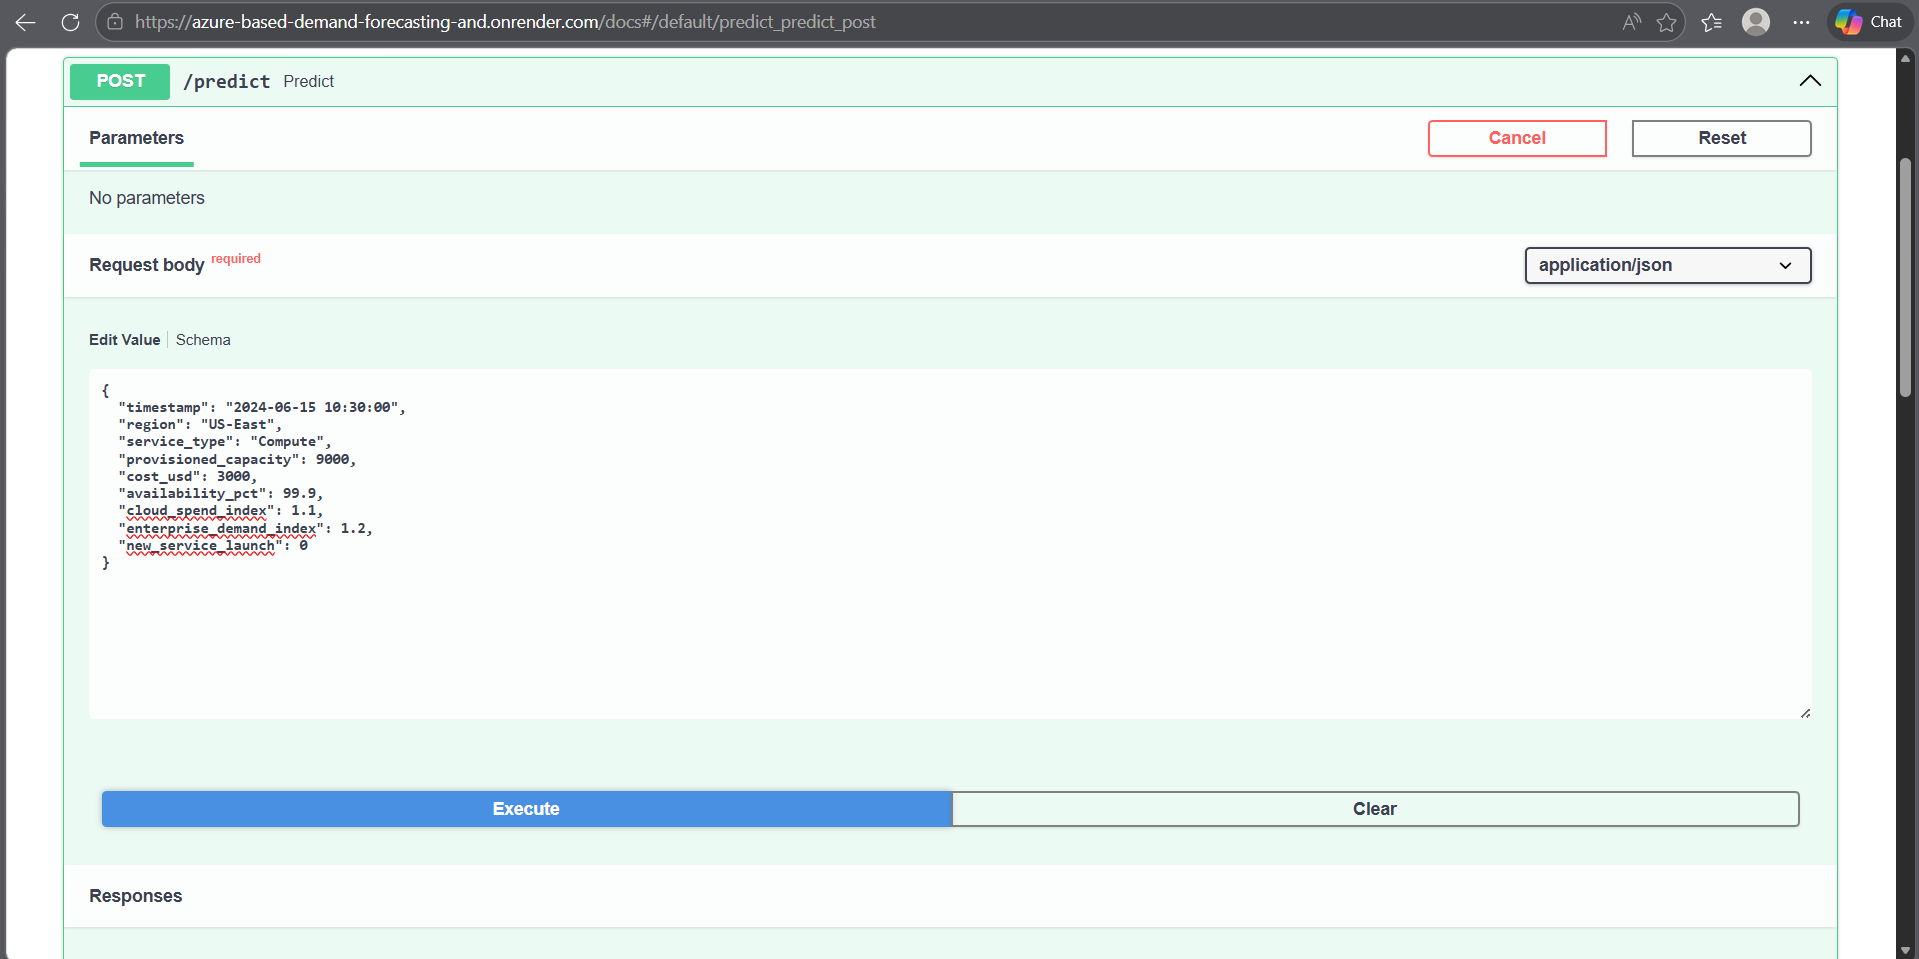 https://azure-based-demand-forecasting-and.onrender.com/docs#/default/predict_predict_post
Chat
POST /predict Predict
Parameters
Cancel
Reset
No parameters
Request body required
application/json
Edit Value
Schema
{
  "timestamp": "2024-06-15 10:30:00",
  "region": "US-East",
  "service_type": "Compute",
  "provisioned_capacity": 9000,
  "cost_usd": 3000,
  "availability_pct": 99.9,
  "cloud_spend_index": 1.1,
  "enterprise_demand_index": 1.2,
  "new_service_launch": 0
}
Execute
Clear
Responses